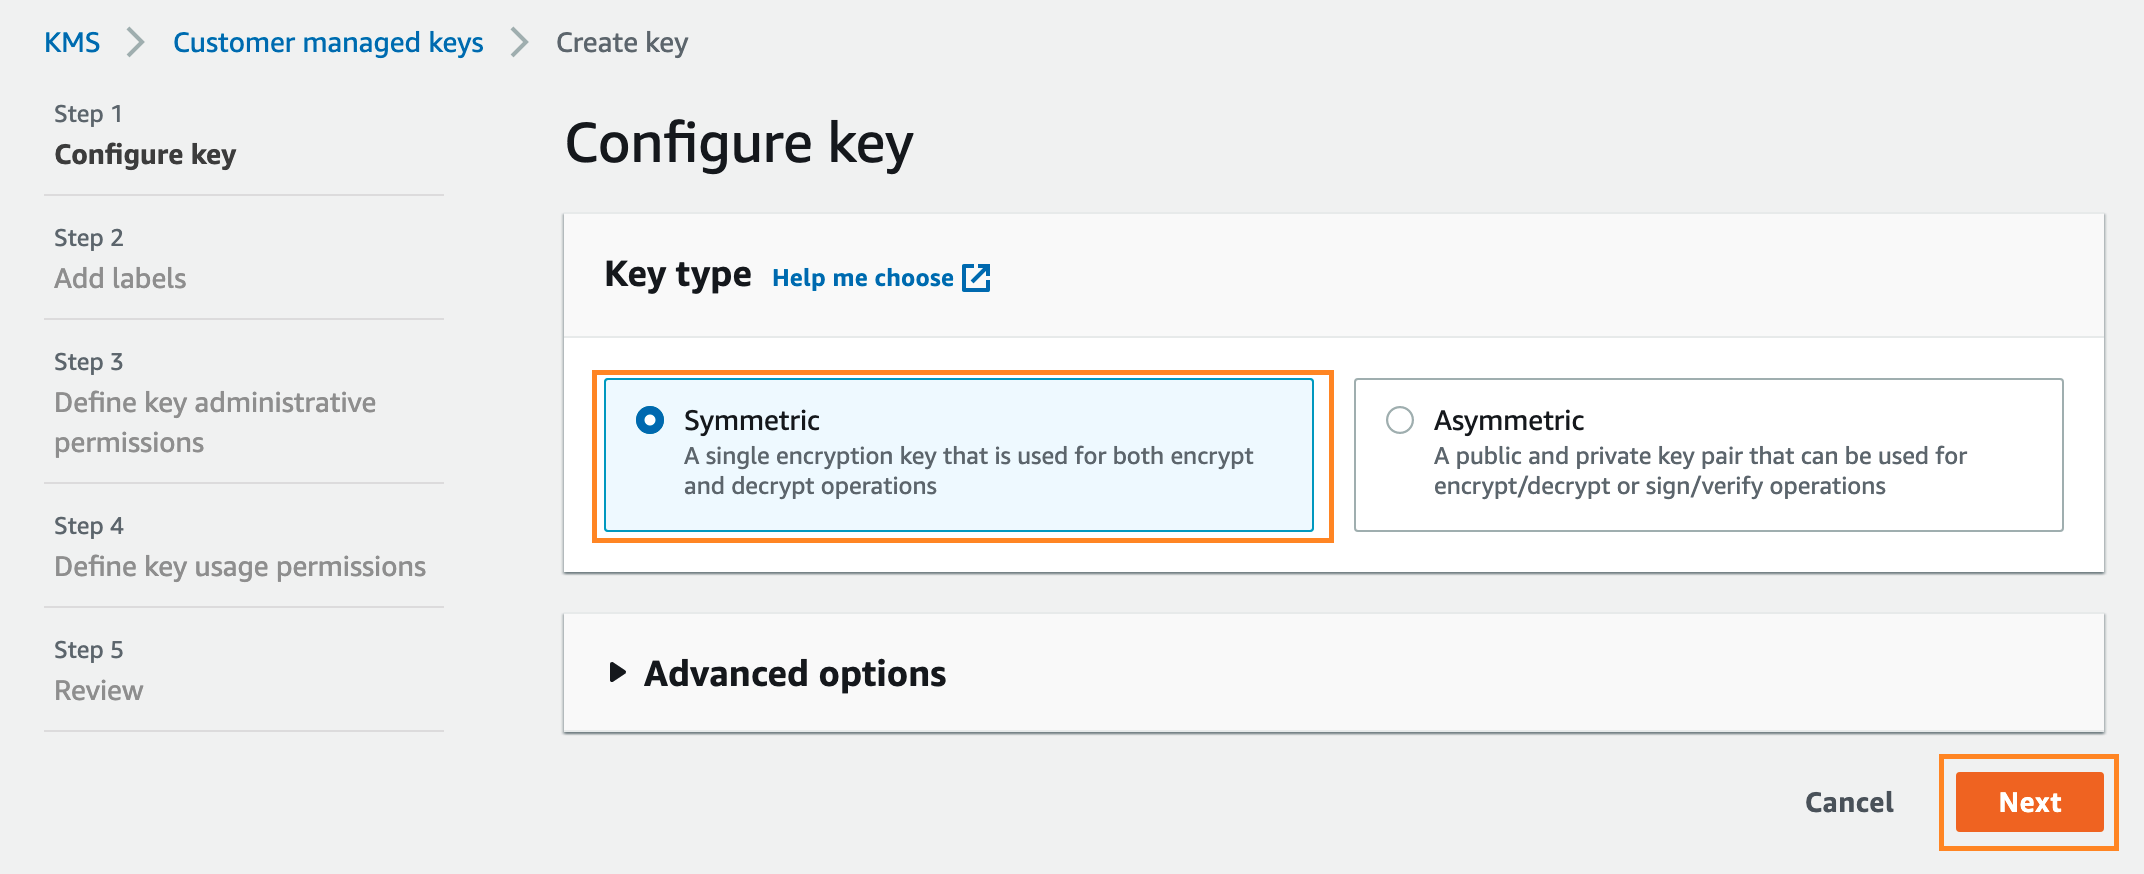 KMS > Customer managed keys > Create key
Step 1
Configure key
Step 2
Add labels
Step 3
Define key administrative
permissions
Step 4
Define key usage permissions
Step 5
Review
Configure key
Key type Help me choose
Symmetric
A single encryption key that is used for both encrypt
and decrypt operations
Asymmetric
A public and private key pair that can be used for
encrypt/decrypt or sign/verify operations
Advanced options
Cancel Next